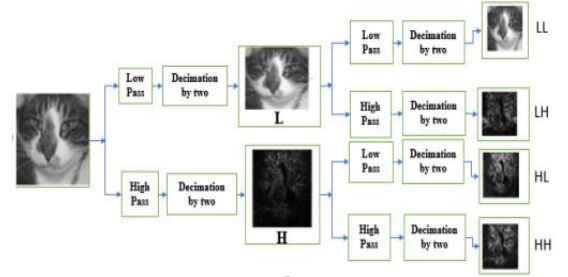 Low
Pass
Decimation
by two
L
Low
Pass
Decimation
by two
LL
High
Pass
Decimation
by two
LH
High
Pass
Decimation
by two
H
Low
Pass
Decimation
by two
HL
High
Pass
Decimation
by two
HH